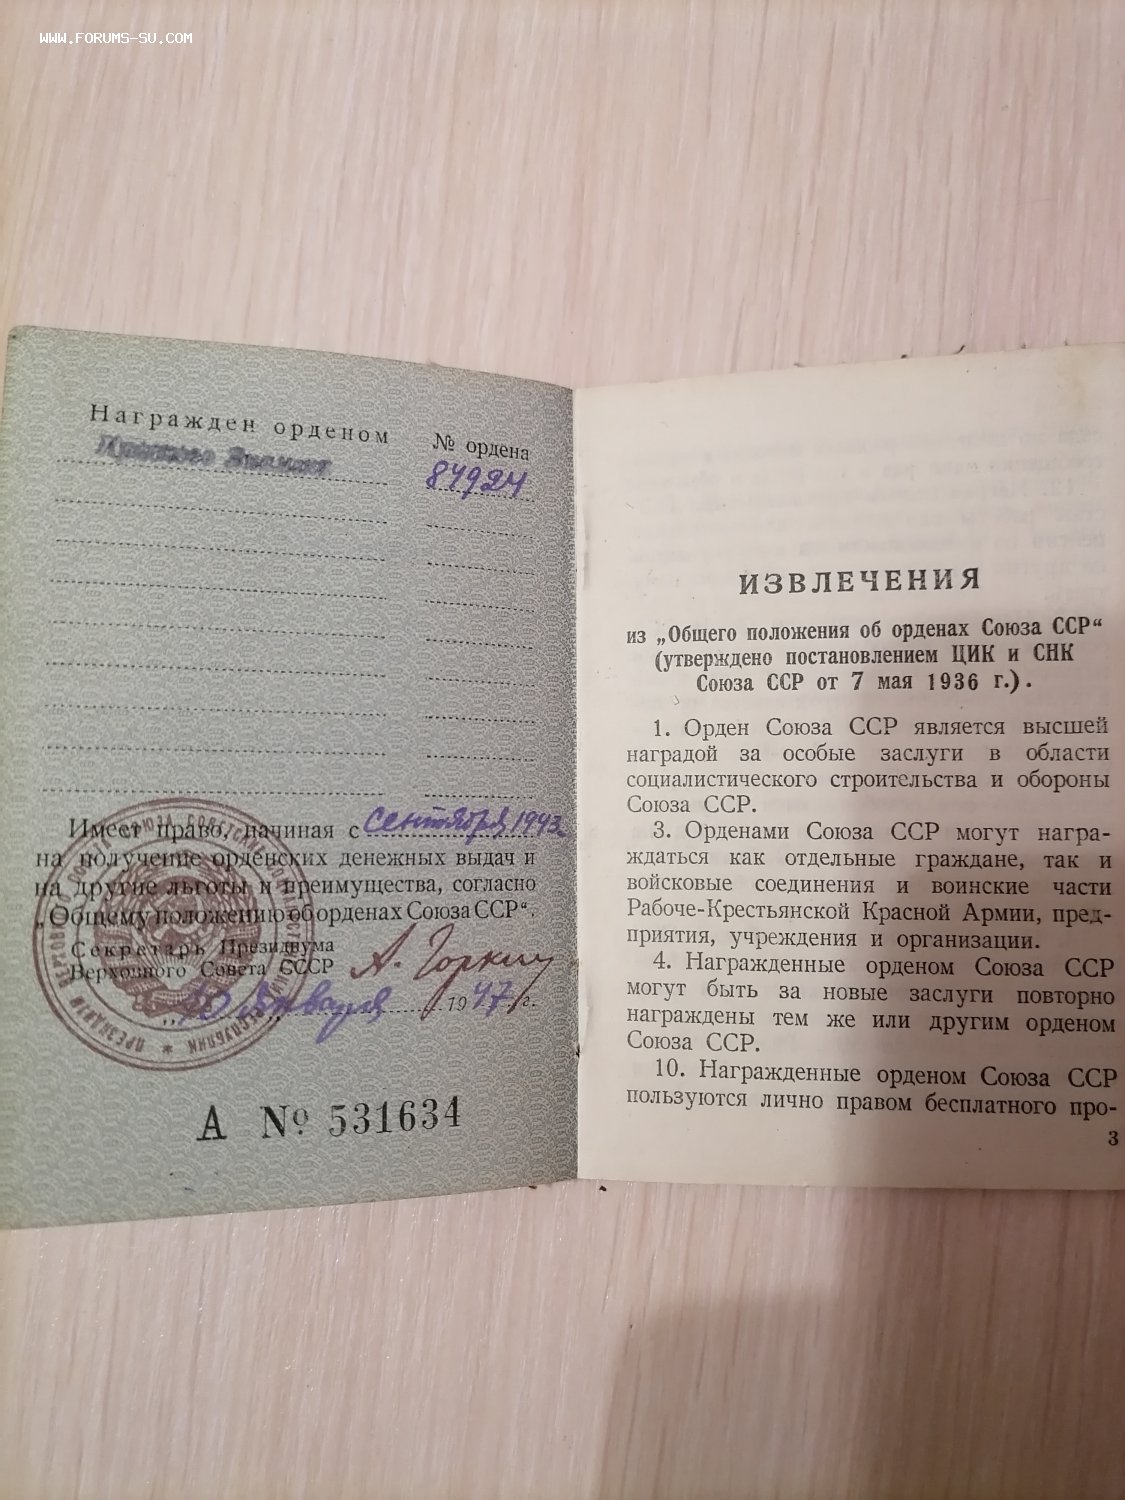 WWW.FORUMS-SU.COM
Награжден орденом
№ ордена
Красного Знамени
84924
Имеет право, начиная с сентября 1943
на получение орденских денежных выдач и
на другие льготы и преимущества, согласно
„Общему положению об орденах Союза ССР“.
Секретарь Президиума
Верховного Совета СССР
А. Горкин
„10“ января 1947 г.
А № 531634
ИЗВЛЕЧЕНИЯ
из „Общего положения об орденах Союза ССР“
(утверждено постановлением ЦИК и СНК
Союза ССР от 7 мая 1936 г.).
1. Орден Союза ССР является высшей
наградой за особые заслуги в области
социалистического строительства и обороны
Союза ССР.
3. Орденами Союза ССР могут награ-
ждаться как отдельные граждане, так и
войсковые соединения и воинские части
Рабоче-Крестьянской Красной Армии, пред-
приятия, учреждения и организации.
4. Награжденные орденом Союза ССР
могут быть за новые заслуги повторно
награждены тем же или другим орденом
Союза ССР.
10. Награжденные орденом Союза ССР
пользуются лично правом бесплатного про-
3